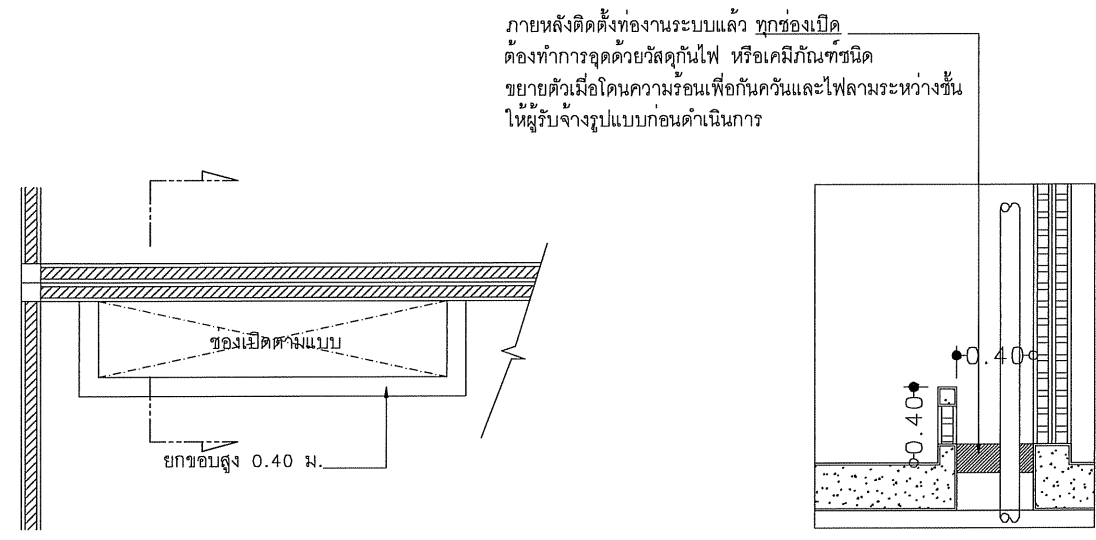 ภายหลังติดตั้งท่องานระบบแล้ว ทุกช่องเปิด
ต้องทำการอุดด้วยวัสดุกันไฟ หรือเคมีภัณฑ์ชนิด
ขยายตัวเมื่อโดนความร้อนเพื่อกันควันและไฟลามระหว่างชั้น
ให้ผู้รับจ้างรูปแบบก่อนดำเนินการ
ช่องเปิดตามแบบ
0.40
0.40
ยกขอบสูง 0.40 ม.